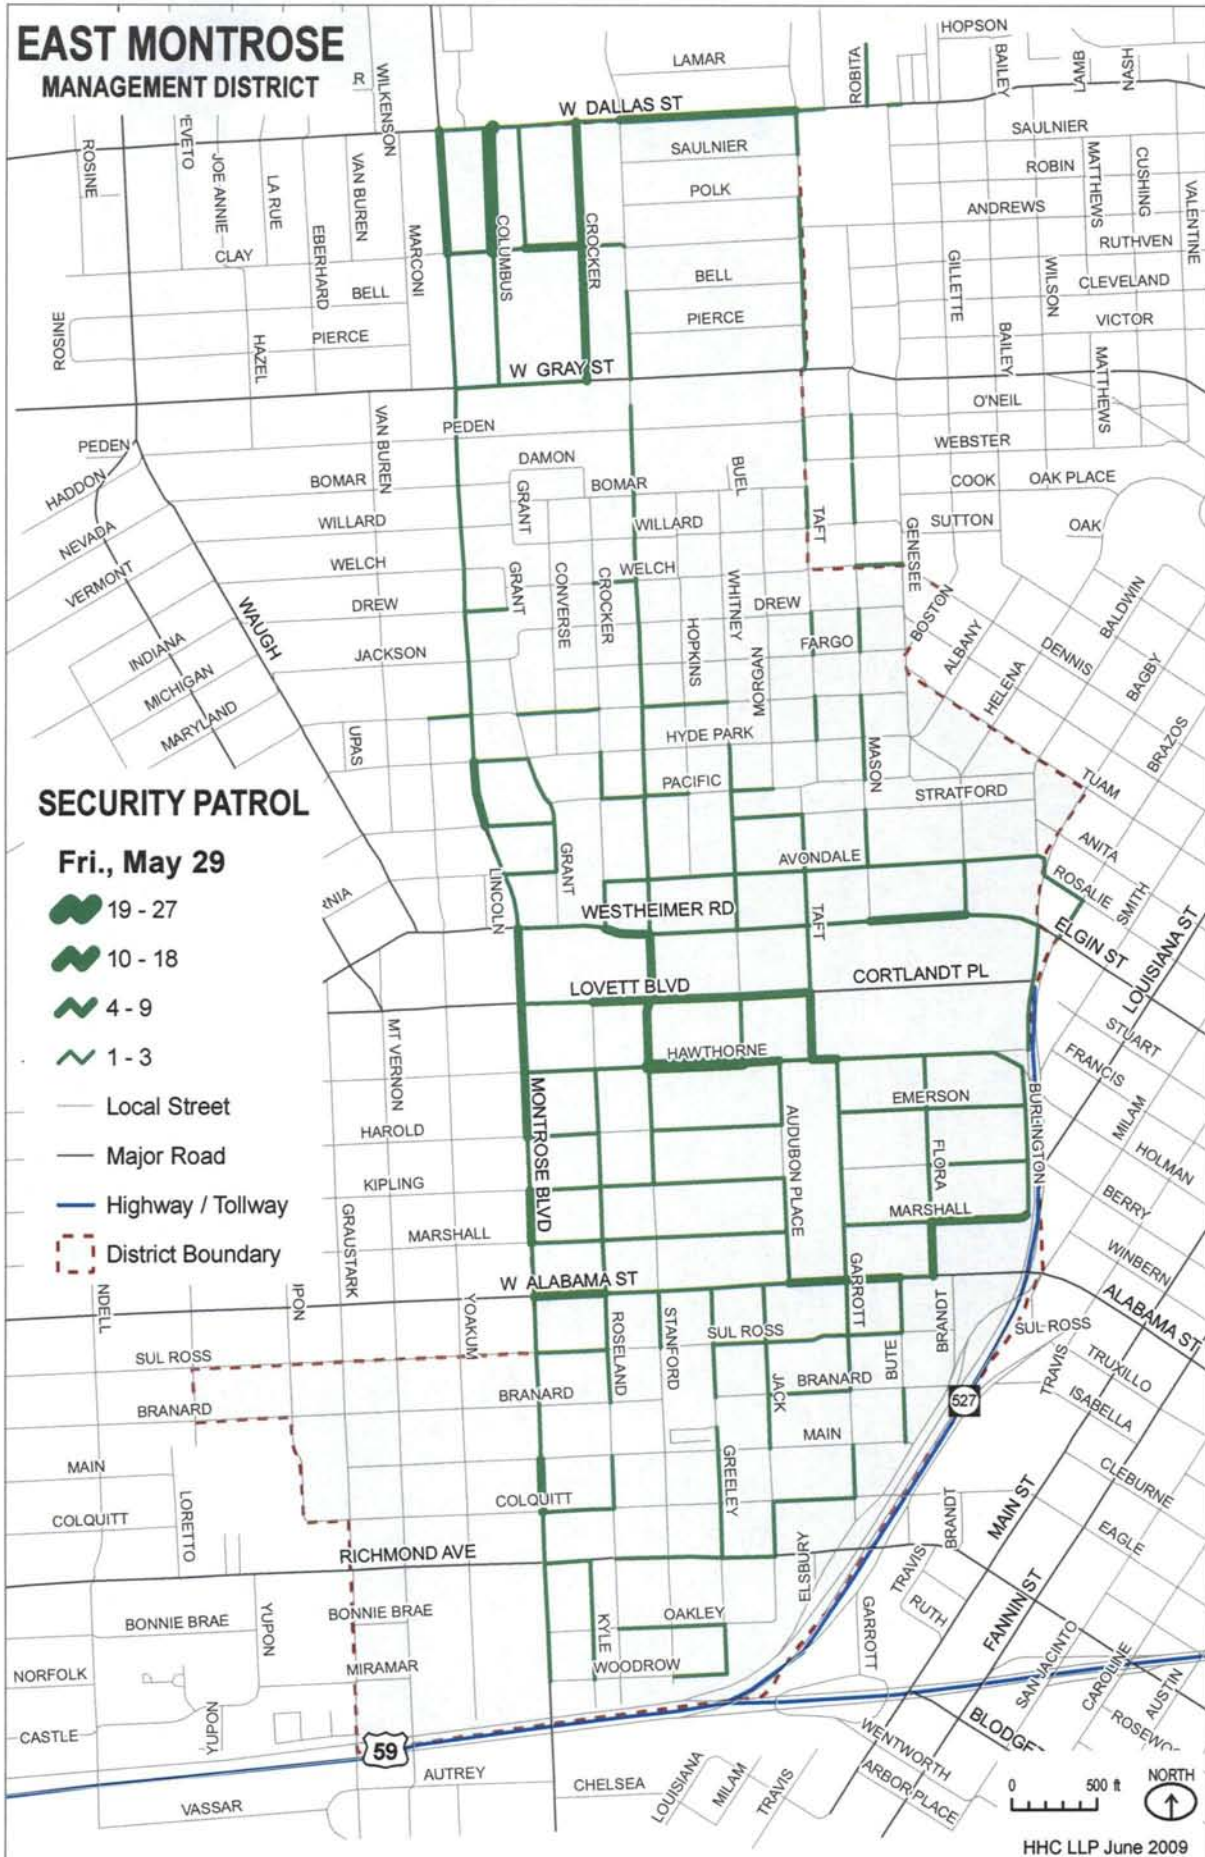 EAST MONTROSE
MANAGEMENT DISTRICT
R
WILKENSON
LAMAR
ROBITA
HOPSON
BAILEY
LAMB
NASH
W DALLAS ST
ROSINE
EVETO
JOE ANNIE
LA RUE
VAN BUREN
SAULNIER
SAULNIER
ROBIN
MATTHEWS
CUSHING
VALENTINE
POLK
ANDREWS
RUTHVEN
CLAY
EBERHARD
MARCONI
COLUMBUS
CROCKER
BELL
GILLETTE
WILSON
CLEVELAND
BELL
PIERCE
VICTOR
ROSINE
HAZEL
PIERCE
BAILEY
MATTHEWS
W GRAY ST
O'NEIL
PEDEN
VAN BUREN
PEDEN
WEBSTER
HADDON
BOMAR
DAMON
GRANT
BOMAR
BUEL
COOK
OAK PLACE
NEVADA
WILLARD
WILLARD
TAFT
GENESEE
SUTTON
OAK
VERMONT
WELCH
GRANT
CONVERSE
CROCKER
WELCH
WHITNEY
WAUGH
DREW
DREW
BOSTON
ALBANY
BALDWIN
INDIANA
JACKSON
HOPKINS
MORGAN
FARGO
DENNIS
BAGBY
MICHIGAN
HELENA
MARYLAND
UPAS
HYDE PARK
MASON
BRAZOS
PACIFIC
STRATFORD
TUAM
SECURITY PATROL
Fri., May 29
19 - 27
10 - 18
4 - 9
1 - 3
Local Street
Major Road
Highway / Tollway
District Boundary
RNIA
LINCOLN
GRANT
AVONDALE
ANITA
ROSALIE
SMITH
WESTHEIMER RD
TAFT
ELGIN ST
LOUISIANA ST
LOVETT BLVD
CORTLANDT PL
MT VERNON
HAWTHORNE
STUART
FRANCIS
MILAM
BURLINGTON
MONTROSE BLVD
EMERSON
HAROLD
AUDUBON PLACE
FLORA
HOLMAN
KIPLING
BERRY
GRAUSTARK
MARSHALL
MARSHALL
WINBERN
W ALABAMA ST
GARROTT
ALABAMA ST
NDELL
IPON
YOAKUM
ROSELAND
STANFORD
SUL ROSS
BUTE
BRANDT
SUL ROSS
SUL ROSS
TRAVIS
TRUXILLO
BRANARD
JACK
BRANARD
ISABELLA
BRANARD
527
MAIN
GREELEY
MAIN
CLEBURNE
LORETTO
COLQUITT
COLQUITT
BRANDT
MAIN ST
EAGLE
RICHMOND AVE
ELSBURY
TRAVIS
FANNIN ST
YUPON
BONNIE BRAE
BONNIE BRAE
KYLE
OAKLEY
GARROTT
RUTH
NORFOLK
MIRAMAR
WOODROW
SAN JACINTO
CAROLINE
AUSTIN
CASTLE
YUPON
59
WENTWORTH
BLODGE
ROSEWO
AUTREY
CHELSEA
LOUISIANA
MILAM
TRAVIS
ARBOR PLACE
VASSAR
0 500 ft
NORTH
HHC LLP June 2009